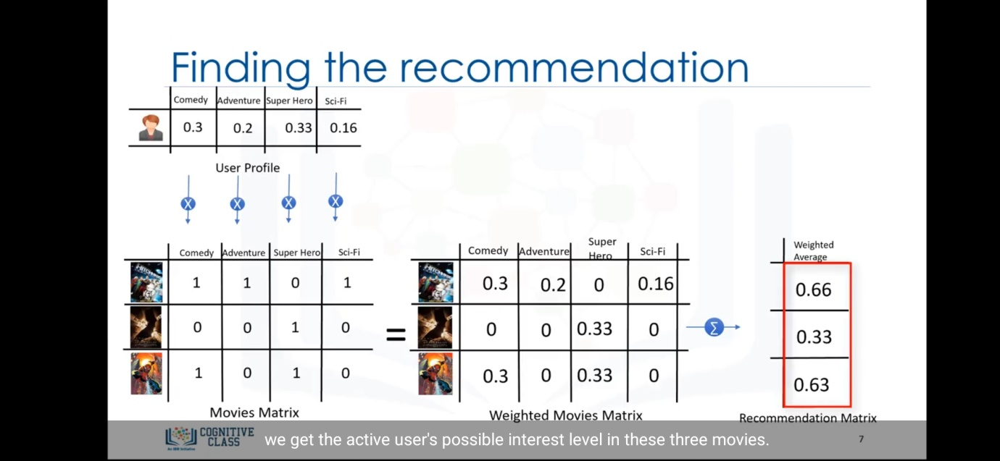 Finding the recommendation
Comedy Adventure Super Hero Sci-Fi
0.3 0.2 0.33 0.16
User Profile
X X X X
Comedy Adventure Super Hero Sci-Fi
1 1 0 1
0 0 1 0
1 0 1 0
Movies Matrix
=
Comedy Adventure Super Hero Sci-Fi
0.3 0.2 0 0.16
0 0 0.33 0
0.3 0 0.33 0
Weighted Movies Matrix
Σ
Weighted
Average
0.66
0.33
0.63
Recommendation Matrix
COGNITIVE
CLASS
An IBM Initiative
we get the active user's possible interest level in these three movies.
7